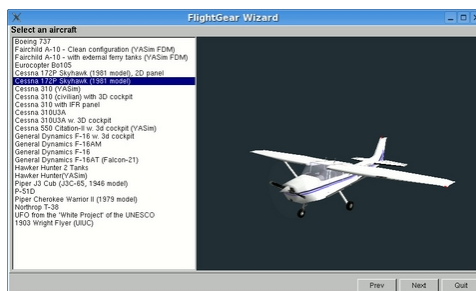 FlightGear Wizard
Select an aircraft
Boeing 737
Fairchild A-10 - Clean configuration (YASim FDM)
Fairchild A-10 - with external ferry tanks (YASim FDM)
Eurocopter Bo105
Cessna 172P Skyhawk (1981 model), 2D panel
Cessna 172P Skyhawk (1981 model)
Cessna 310 (YASim)
Cessna 310 (civilian) with 3D cockpit
Cessna 310 with IFR panel
Cessna 310U3A
Cessna 310U3A w. 3D cockpit
Cessna 550 Citation-II w. 3d cockpit (YASim)
General Dynamics F-16 w. 3d cockpit
General Dynamics F-16AM
General Dynamics F-16
General Dynamics F-16AT (Falcon-21)
Hawker Hunter 2 Tanks
Hawker Hunter(YASim)
Piper J3 Cub (J3C-65, 1946 model)
P-51D
Piper Cherokee Warrior II (1979 model)
Northrop T-38
UFO from the 'White Project' of the UNESCO
1903 Wright Flyer (UIUC)
Prev
Next
Quit